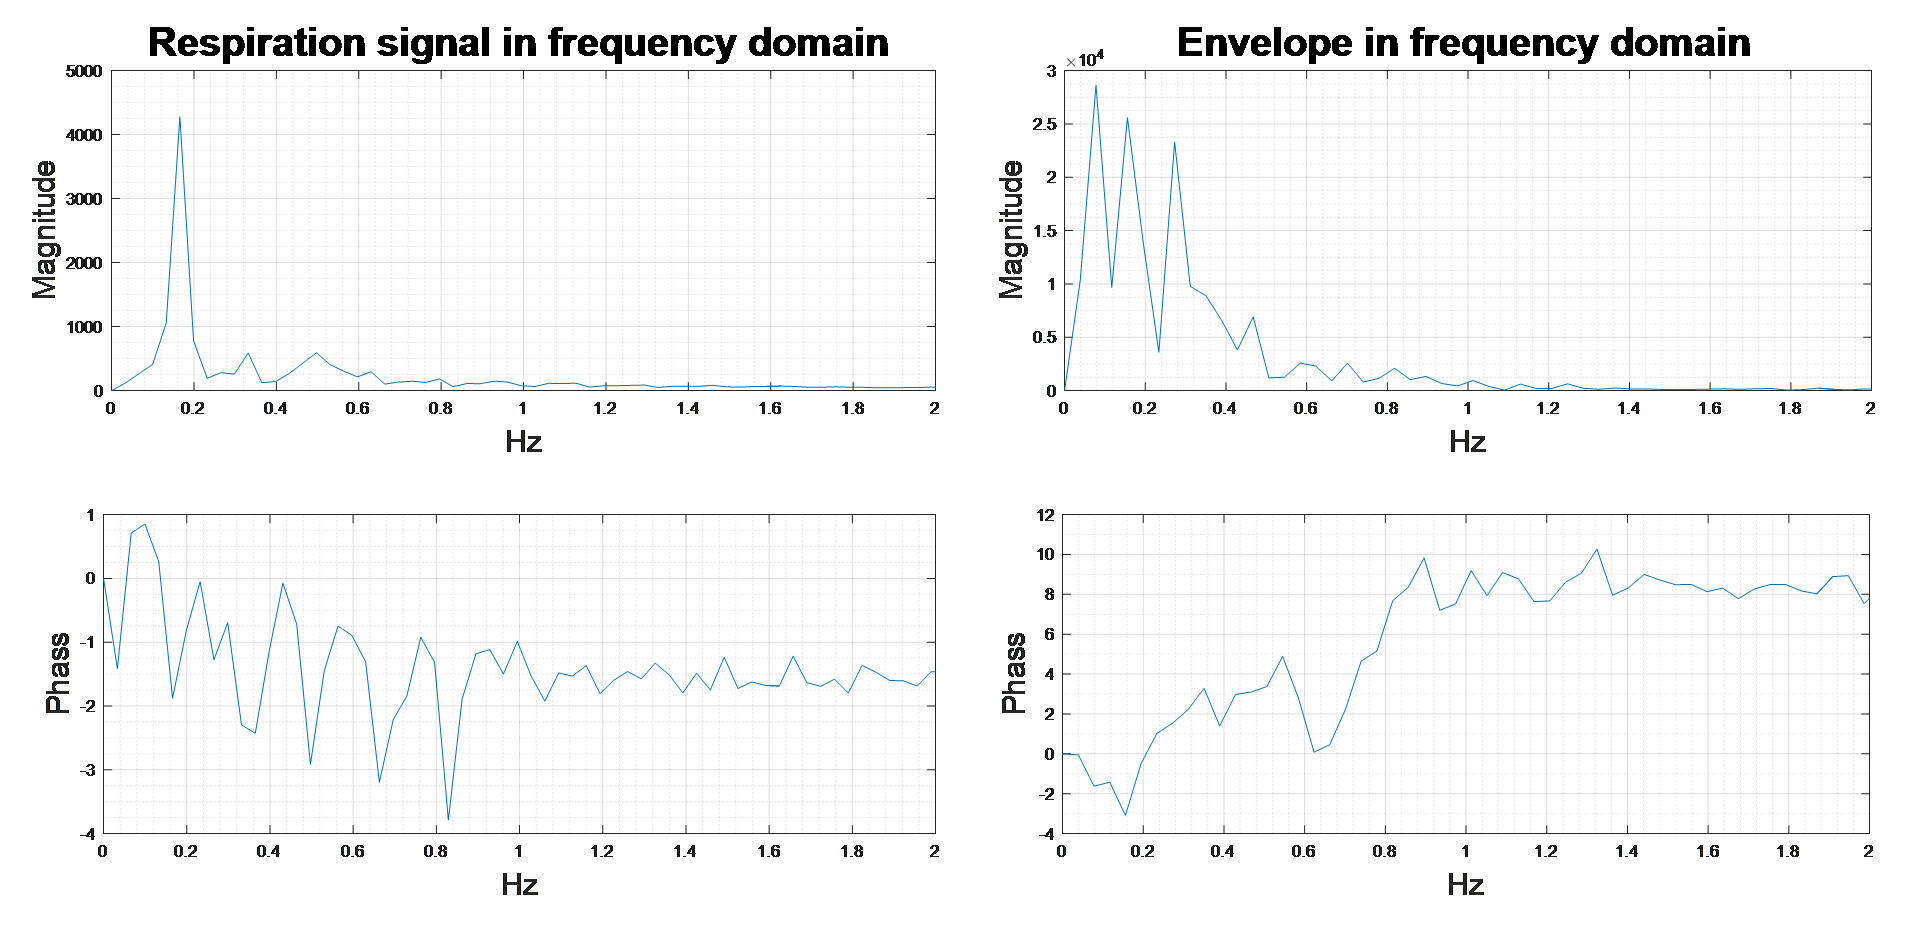 Respiration signal in frequency domain
5000
4000
3000
2000
1000
0
Magnitude
0 0.2 0.4 0.6 0.8 1 1.2 1.4 1.6 1.8 2
Hz
Envelope in frequency domain
×10⁴
3
2.5
2
1.5
1
0.5
0
Magnitude
0 0.2 0.4 0.6 0.8 1 1.2 1.4 1.6 1.8 2
Hz
1
0
-1
-2
-3
-4
Phass
0 0.2 0.4 0.6 0.8 1 1.2 1.4 1.6 1.8 2
Hz
12
10
8
6
4
2
0
-2
-4
Phass
0 0.2 0.4 0.6 0.8 1 1.2 1.4 1.6 1.8 2
Hz